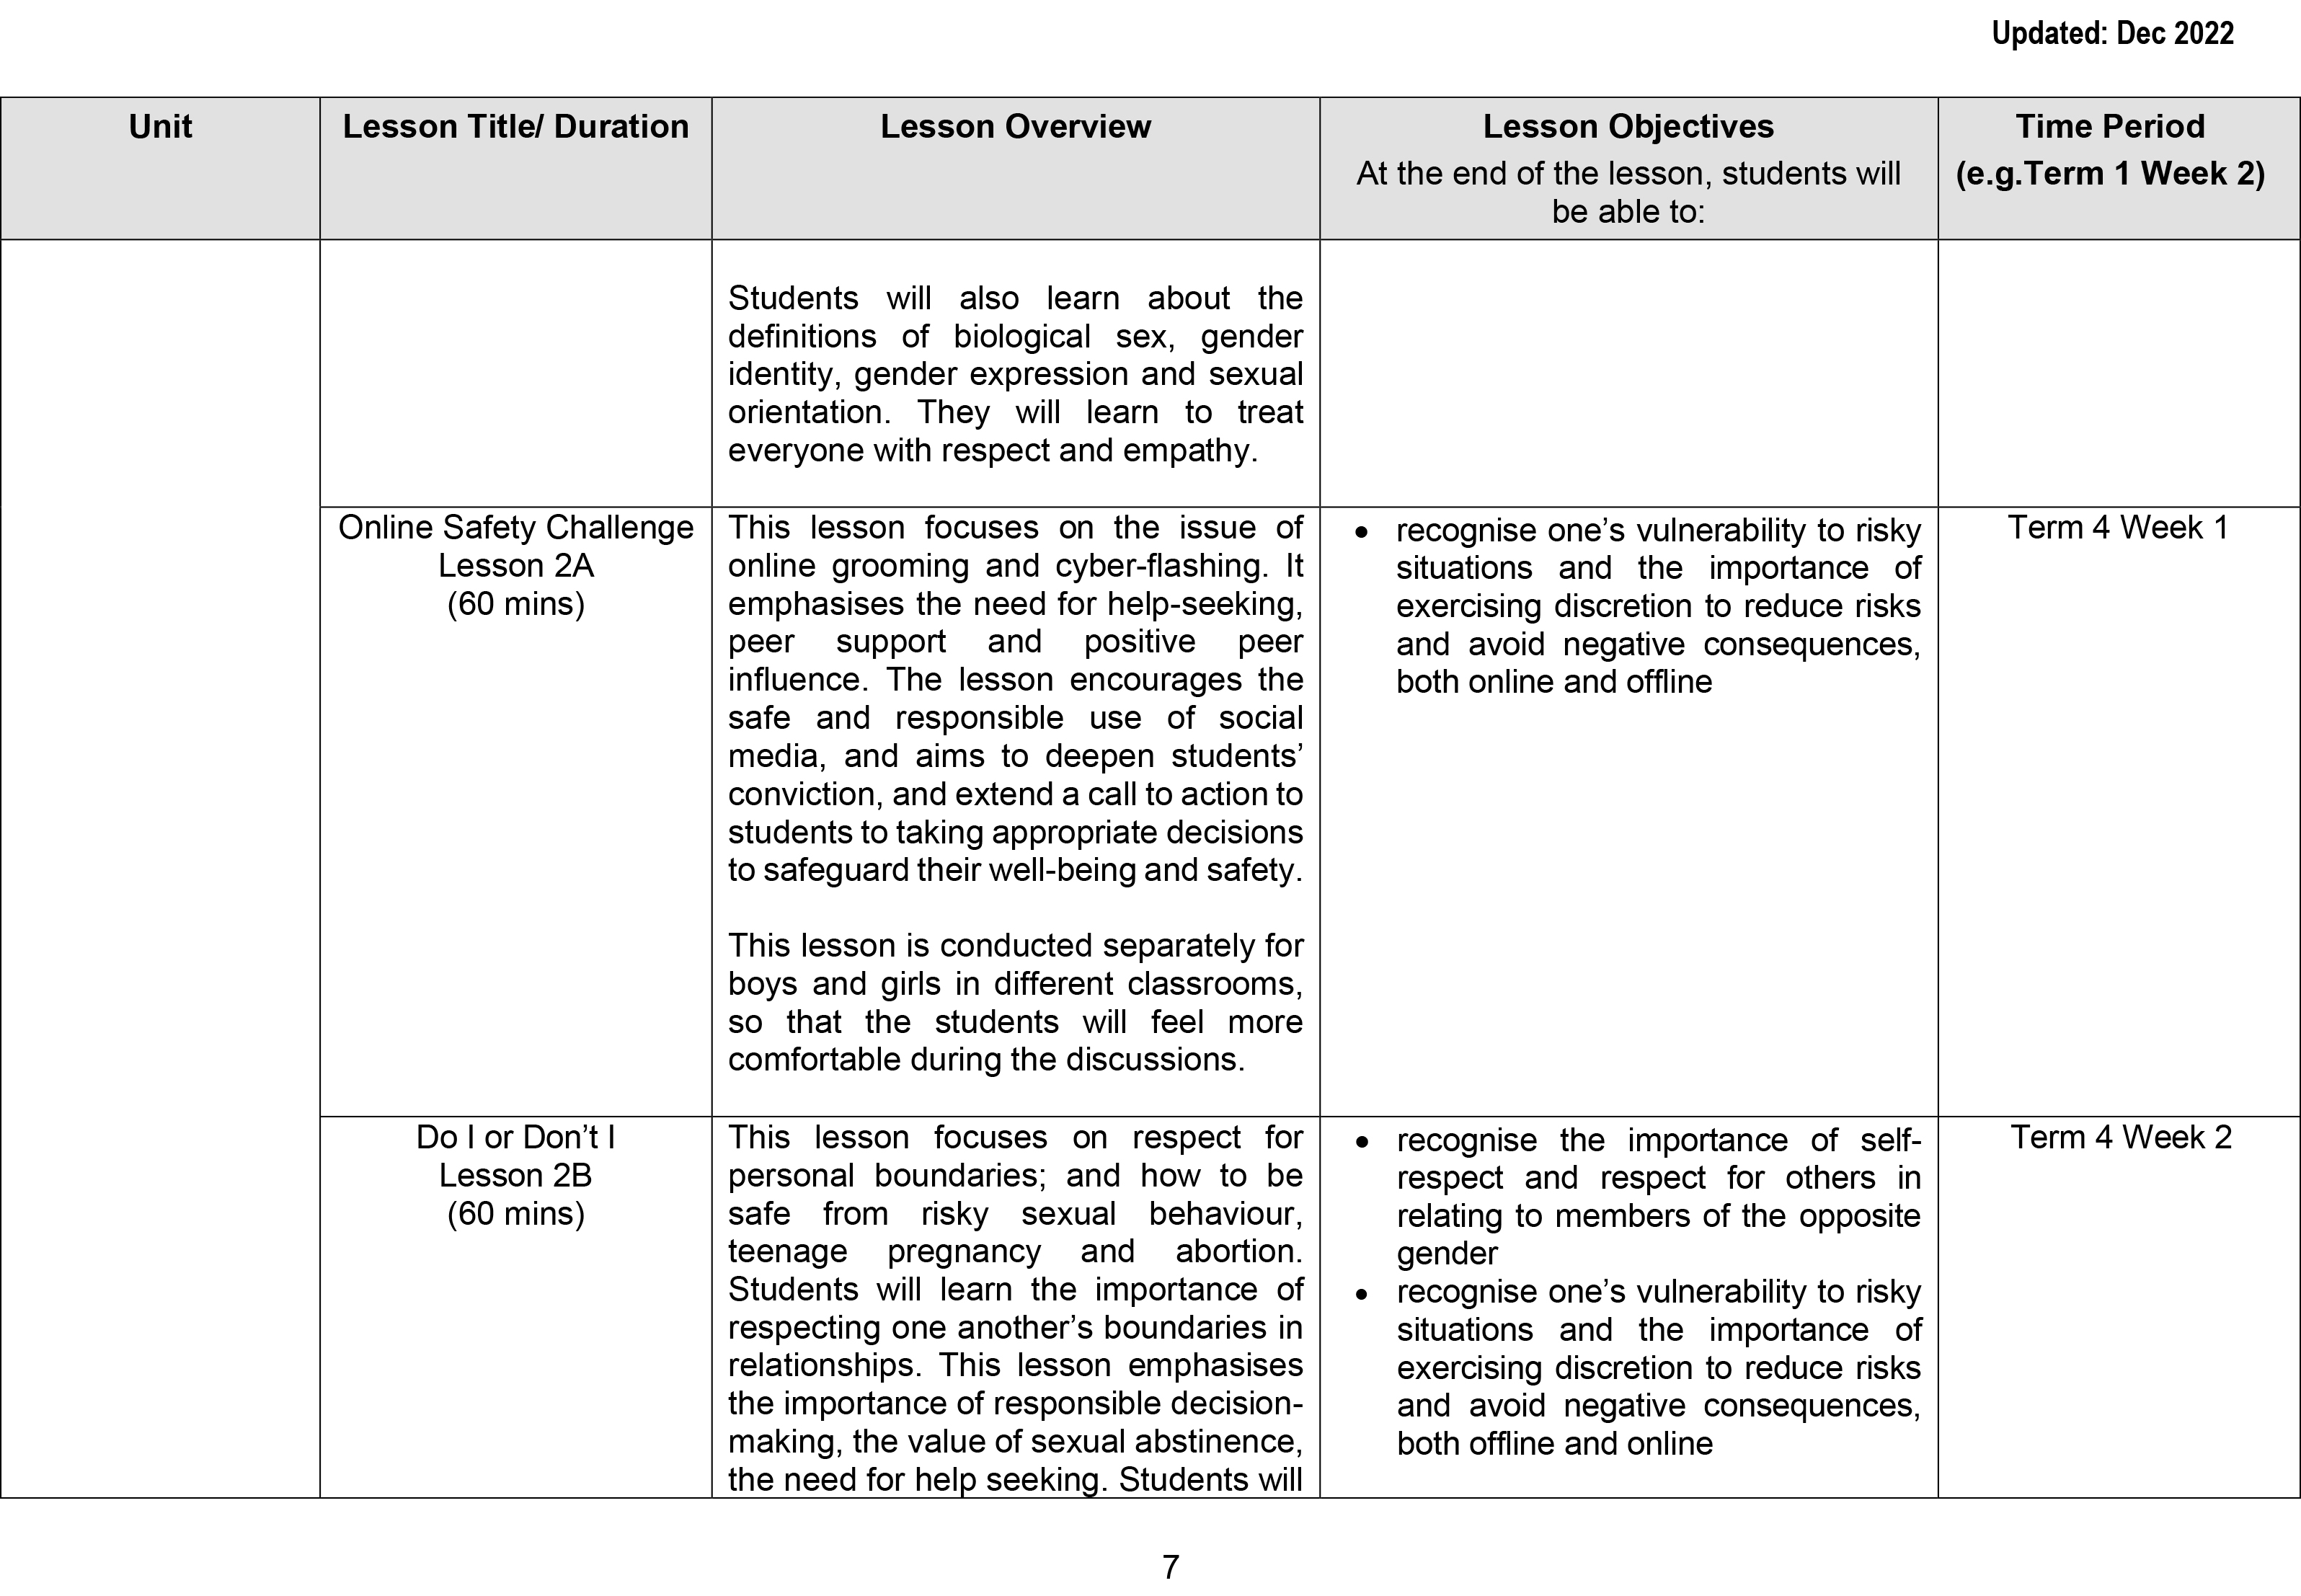 Updated: Dec 2022
Unit
Lesson Title/ Duration
Lesson Overview
Lesson Objectives
At the end of the lesson, students will
be able to:
Time Period
(e.g.Term 1 Week 2)
Students will also learn about the
definitions of biological sex, gender
identity, gender expression and sexual
orientation. They will learn to treat
everyone with respect and empathy.
Online Safety Challenge
Lesson 2A
(60 mins)
This lesson focuses on the issue of
online grooming and cyber-flashing. It
emphasises the need for help-seeking,
peer support and positive peer
influence. The lesson encourages the
safe and responsible use of social
media, and aims to deepen students’
conviction, and extend a call to action to
students to taking appropriate decisions
to safeguard their well-being and safety.
This lesson is conducted separately for
boys and girls in different classrooms,
so that the students will feel more
comfortable during the discussions.
• recognise one’s vulnerability to risky
situations and the importance of
exercising discretion to reduce risks
and avoid negative consequences,
both online and offline
Term 4 Week 1
Do I or Don’t I
Lesson 2B
(60 mins)
This lesson focuses on respect for
personal boundaries; and how to be
safe from risky sexual behaviour,
teenage pregnancy and abortion.
Students will learn the importance of
respecting one another’s boundaries in
relationships. This lesson emphasises
the importance of responsible decision-
making, the value of sexual abstinence,
the need for help seeking. Students will
• recognise the importance of self-
respect and respect for others in
relating to members of the opposite
gender
• recognise one’s vulnerability to risky
situations and the importance of
exercising discretion to reduce risks
and avoid negative consequences,
both offline and online
Term 4 Week 2
7